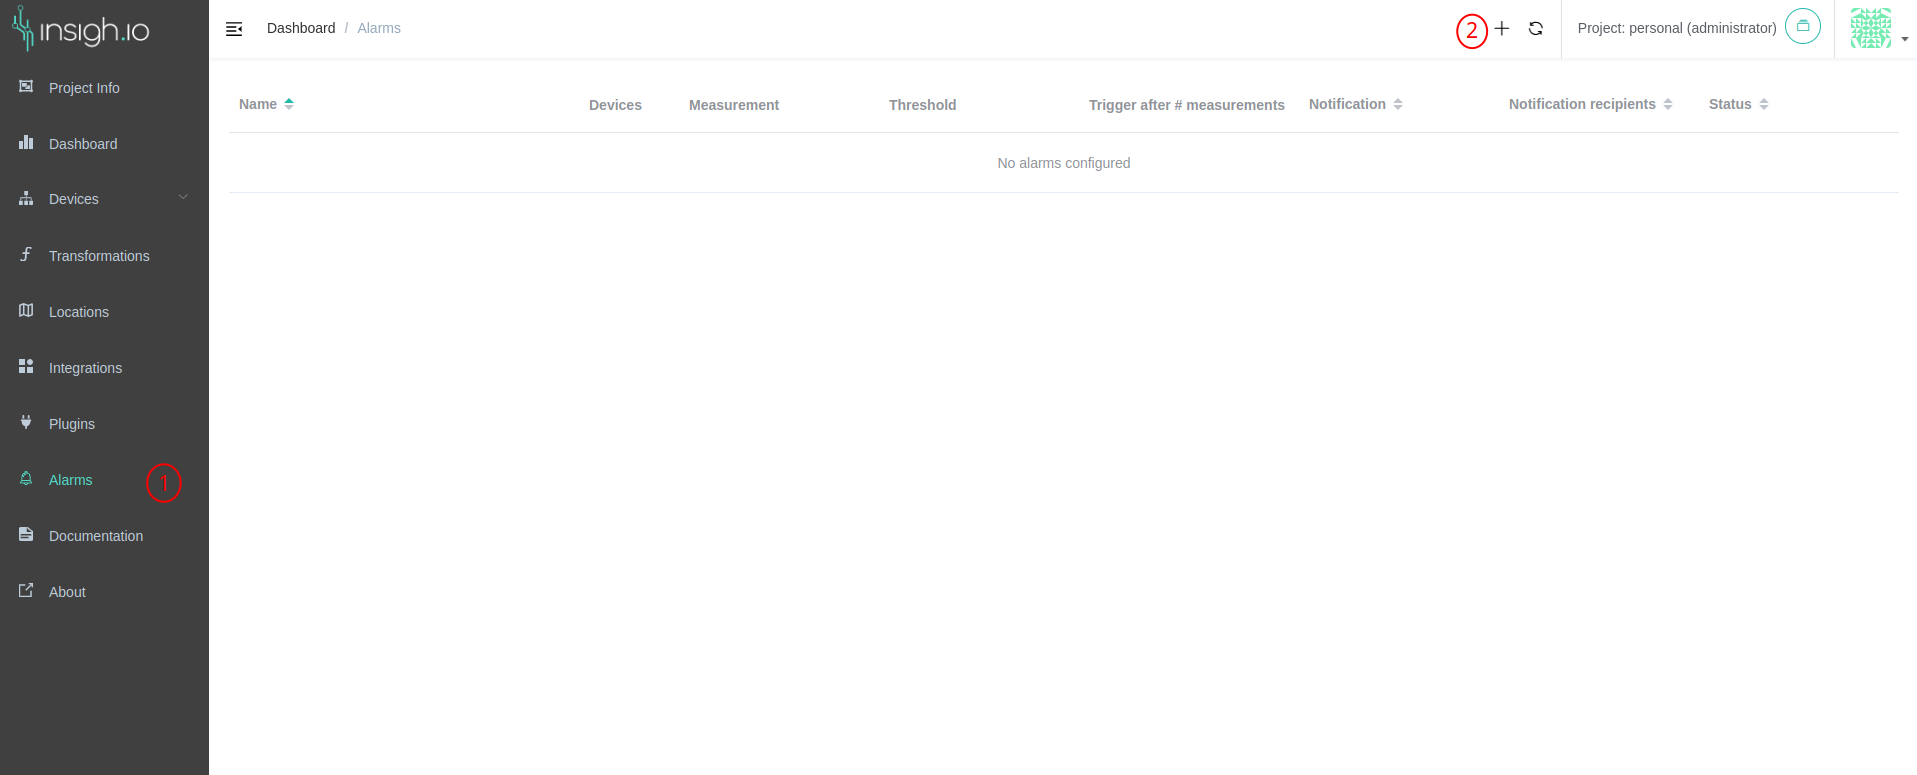 insigh.io
Dashboard / Alarms
2
Project: personal (administrator)
Project Info
Dashboard
Devices
Transformations
Locations
Integrations
Plugins
Alarms
1
Documentation
About
Name Devices Measurement Threshold Trigger after # measurements Notification Notification recipients Status
No alarms configured